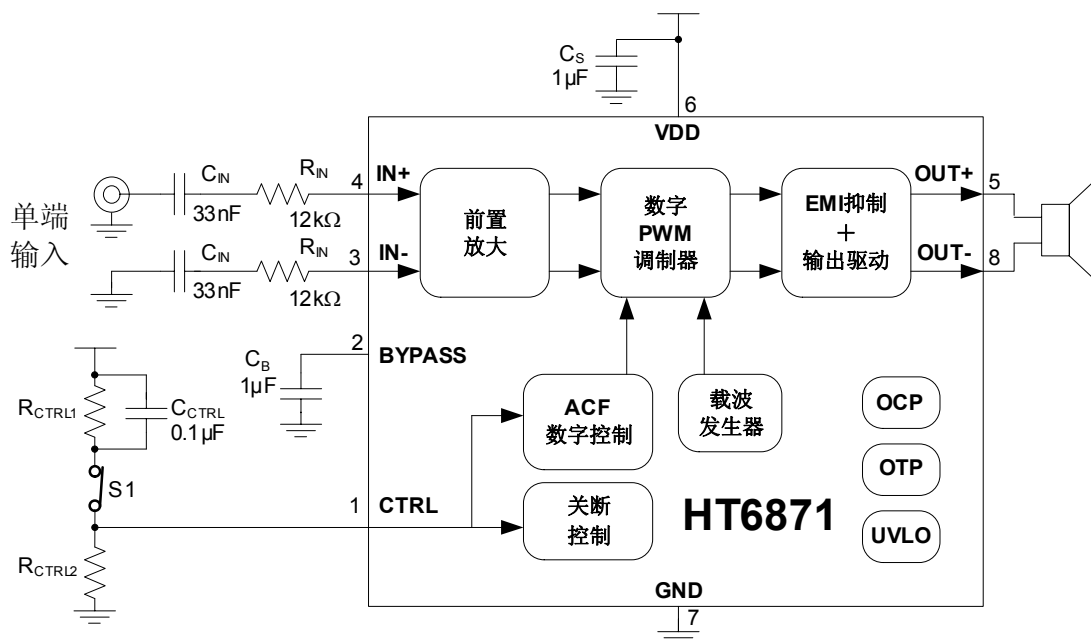 C_S
1μF
6
VDD
C_IN
R_IN
4
IN+
33nF
12kΩ
单端
输入
C_IN
R_IN
3
IN-
33nF
12kΩ
前置
放大
数字
PWM
调制器
EMI抑制
+
输出驱动
OUT+
5
OUT-
8
2
BYPASS
C_B
1μF
R_CTRL1
C_CTRL
0.1μF
S1
1
CTRL
R_CTRL2
ACF
数字控制
载波
发生器
关断
控制
HT6871
OCP
OTP
UVLO
GND
7